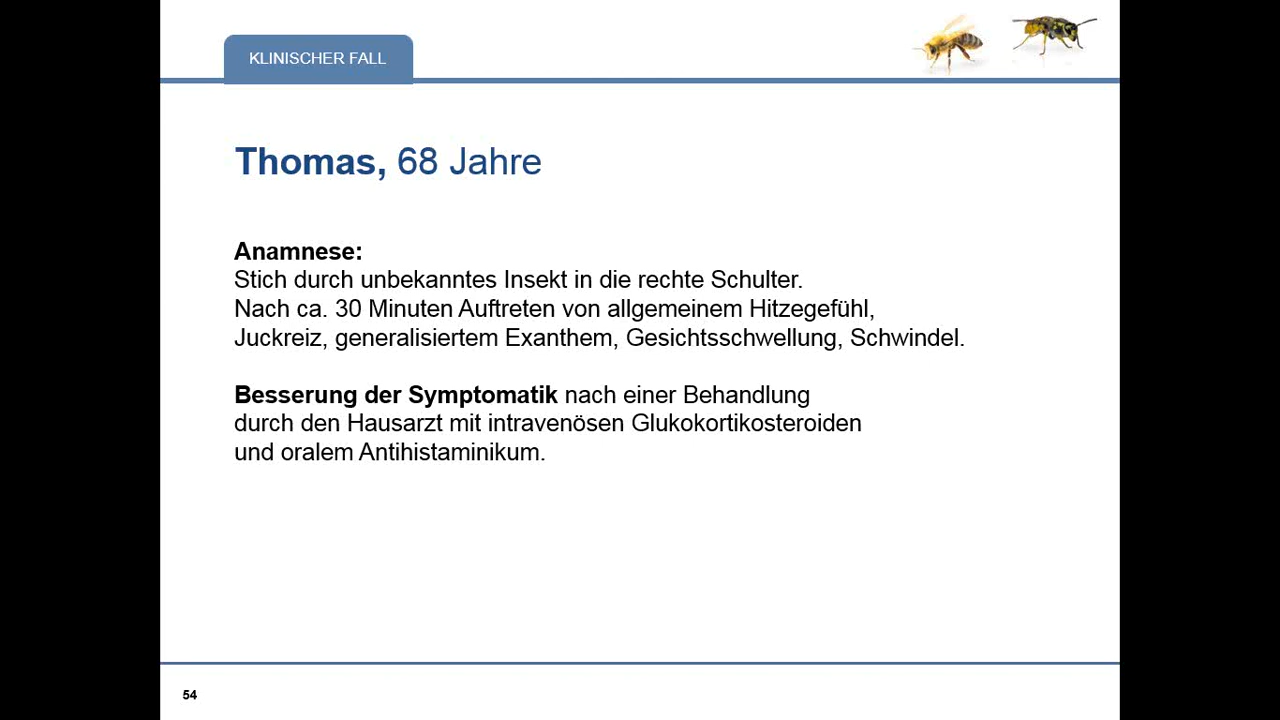 KLINISCHER FALL
Thomas, 68 Jahre
Anamnese:
Stich durch unbekanntes Insekt in die rechte Schulter.
Nach ca. 30 Minuten Auftreten von allgemeinem Hitzegefühl,
Juckreiz, generalisiertem Exanthem, Gesichtsschwellung, Schwindel.
Besserung der Symptomatik nach einer Behandlung
durch den Hausarzt mit intravenösen Glukokortikosteroiden
und oralem Antihistaminikum.
54